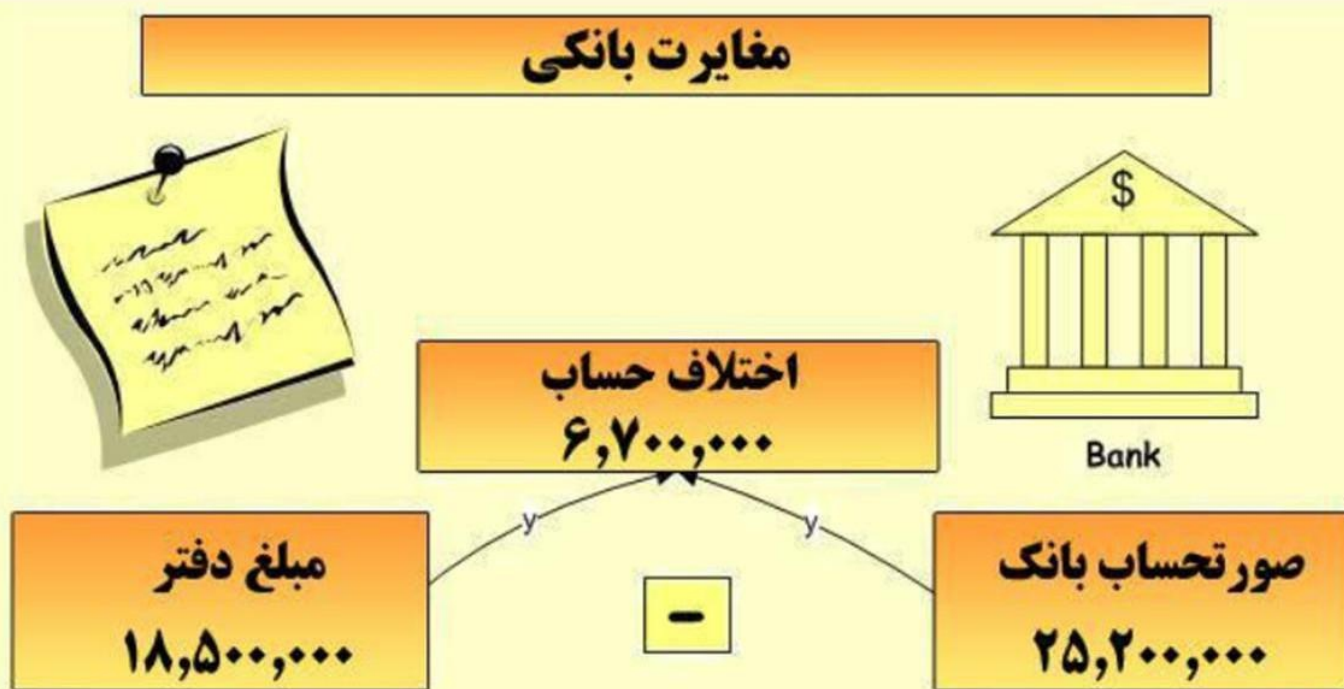 مغایرت بانکی
$
Bank
اختلاف حساب
۶,۷۰۰,۰۰۰
y
y
صورتحساب بانک
۲۵,۲۰۰,۰۰۰
–
مبلغ دفتر
۱۸,۵۰۰,۰۰۰